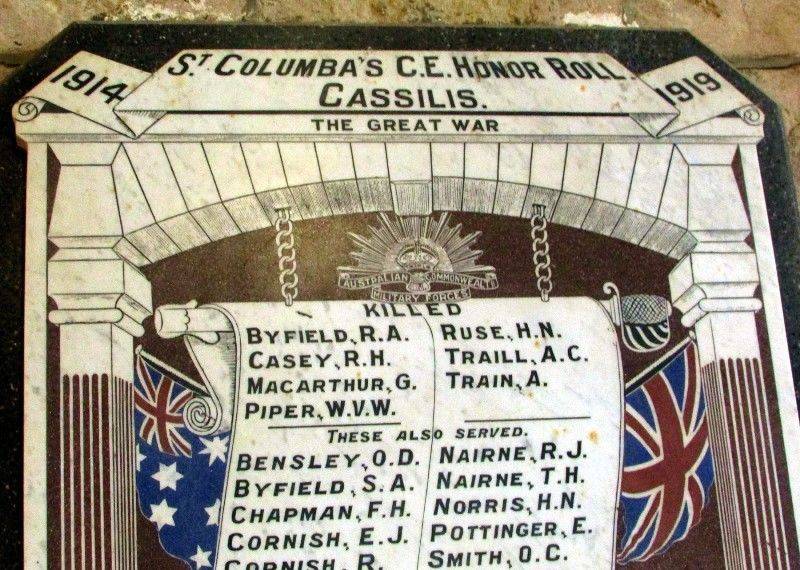 1914
ST. COLUMBA'S C.E. HONOR ROLL.
CASSILIS.
1919
THE GREAT WAR
AUSTRALIAN COMMONWEALTH
MILITARY FORCES
KILLED
BYFIELD, R.A.
CASEY, R.H.
MACARTHUR, G.
PIPER, W.V.W.
RUSE, H.N.
TRAILL, A.C.
TRAIN, A.
THESE ALSO SERVED.
BENSLEY, O.D.
BYFIELD, S.A.
CHAPMAN, F.H.
CORNISH, E.J.
CORNISH, R.
NAIRNE, R.J.
NAIRNE, T.H.
NORRIS, H.N.
POTTINGER, E.
SMITH, O.C.